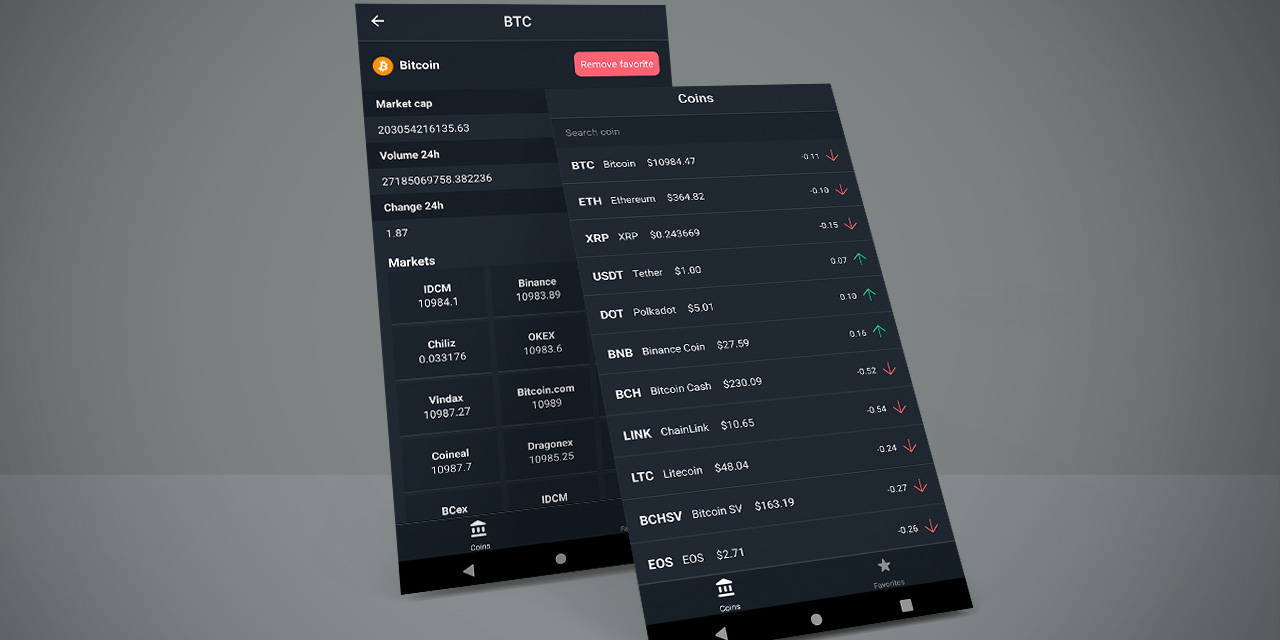 BTC
Bitcoin
Remove favorite
Market cap
203054216135.63
Volume 24h
27185069758.382236
Change 24h
1.87
Markets
IDCM
10984.1
Binance
10983.89
Chiliz
0.033176
OKEX
10983.6
Vindax
10987.27
Bitcoin.com
10989
Coineal
10987.7
Dragonex
10985.25
BCex
IDCM
Coins
Coins
Search coin
BTC Bitcoin $10984.47 -0.11
ETH Ethereum $364.82 -0.10
XRP XRP $0.243669 -0.15
USDT Tether $1.00 0.07
DOT Polkadot $5.01 0.10
BNB Binance Coin $27.59 0.16
BCH Bitcoin Cash $230.09 -0.52
LINK ChainLink $10.65 -0.54
LTC Litecoin $48.04 -0.24
BCHSV Bitcoin SV $163.19 -0.27
EOS EOS $2.71 -0.26
Coins
Favorites